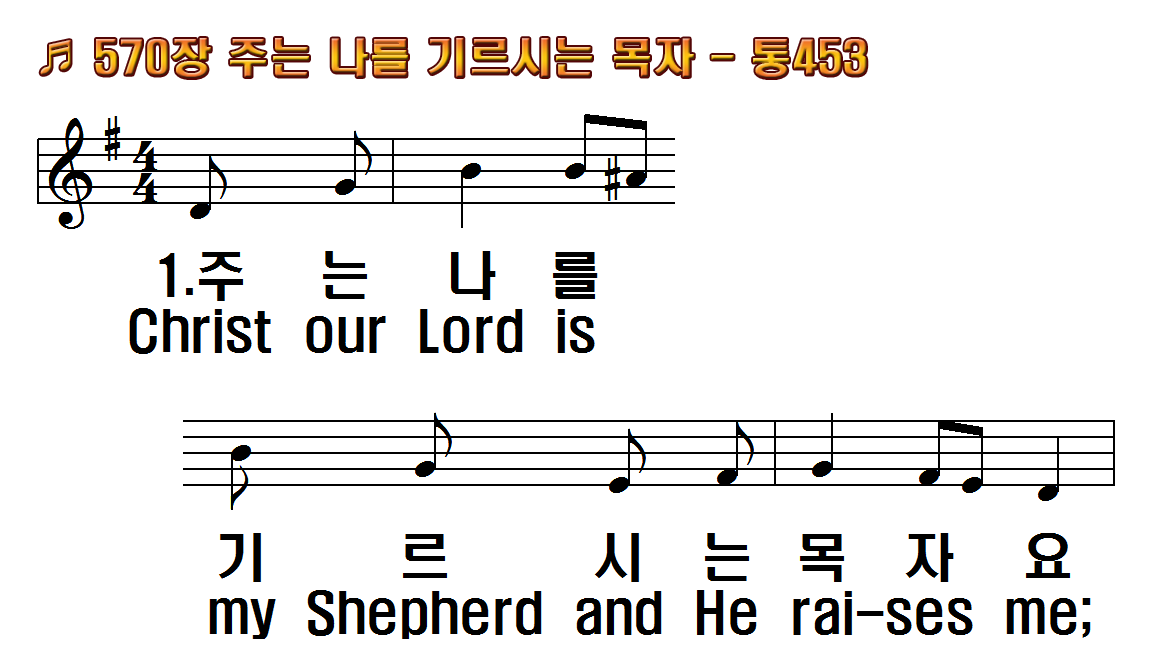 ♬ 570장 주는 나를 기르시는 목자 - 통453
4
4
1.주 는 나 를
Christ our Lord is
기 르 시 는 목 자 요
my Shepherd and He rai-ses me;